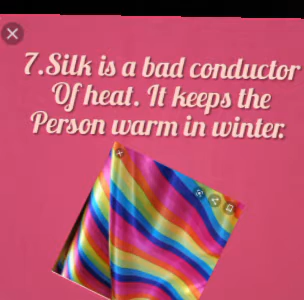 7.Silk is a bad conductor
Of heat. It keeps the
Person warm in winter.